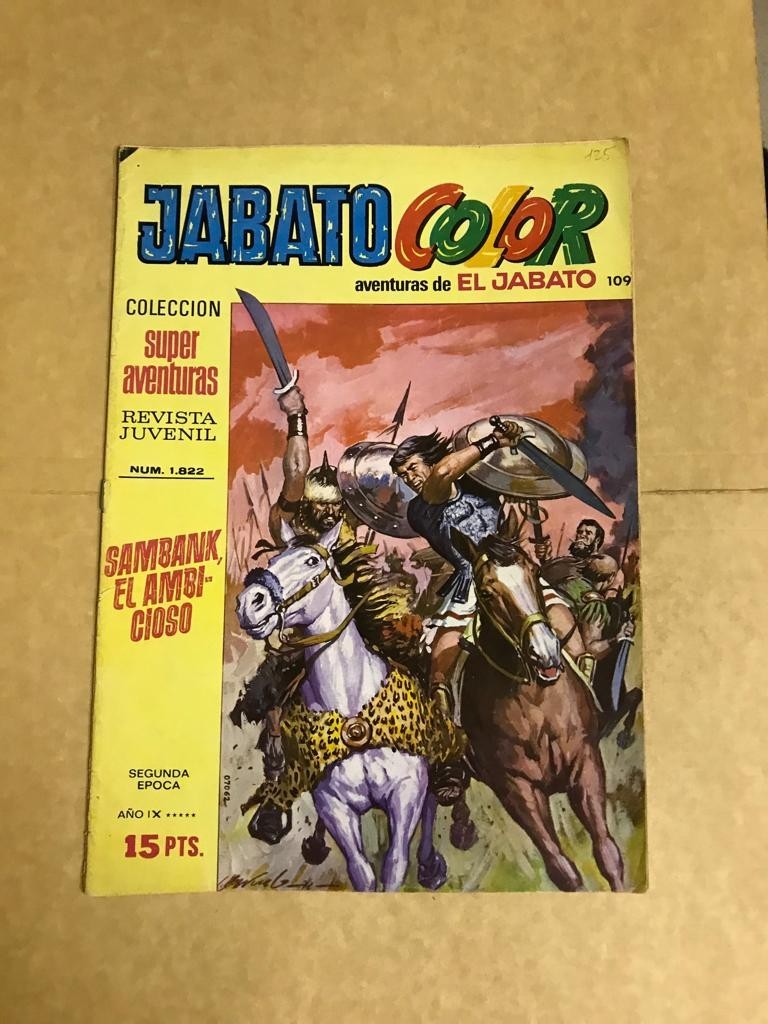 125
JABATO COLOR
aventuras de EL JABATO 109
COLECCION
super
aventuras
REVISTA
JUVENIL
NUM. 1.822
SAMBANK,
EL AMBI-
CIOSO
SEGUNDA
EPOCA
AÑO IX *****
15 PTS.
07062